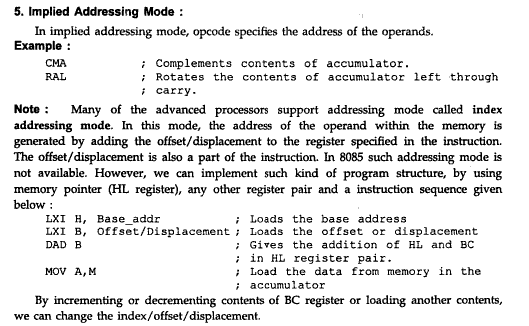 5. Implied Addressing Mode :
In implied addressing mode, opcode specifies the address of the operands.
Example :
CMA ; Complements contents of accumulator.
RAL ; Rotates the contents of accumulator left through
; carry.
Note : Many of the advanced processors support addressing mode called index
addressing mode. In this mode, the address of the operand within the memory is
generated by adding the offset/displacement to the register specified in the instruction.
The offset/displacement is also a part of the instruction. In 8085 such addressing mode is
not available. However, we can implement such kind of program structure, by using
memory pointer (HL register), any other register pair and a instruction sequence given
below :
LXI H, Base_addr ; Loads the base address
LXI B, Offset/Displacement ; Loads the offset or displacement
DAD B ; Gives the addition of HL and BC
; in HL register pair.
MOV A,M ; Load the data from memory in the
; accumulator
By incrementing or decrementing contents of BC register or loading another contents,
we can change the index/offset/displacement.